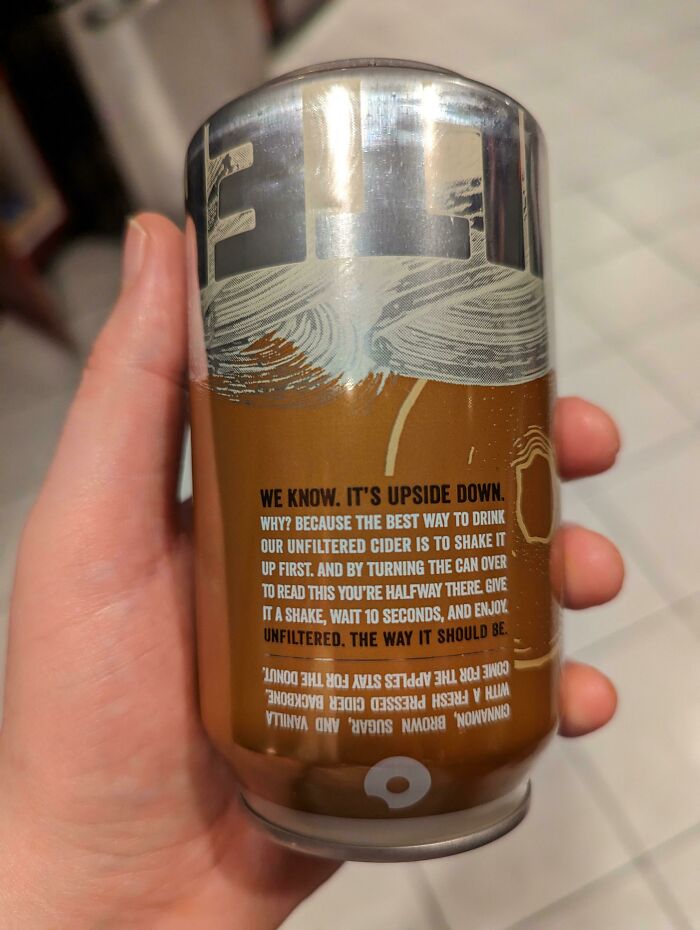 WE KNOW. IT'S UPSIDE DOWN.
WHY? BECAUSE THE BEST WAY TO DRINK
OUR UNFILTERED CIDER IS TO SHAKE IT
UP FIRST. AND BY TURNING THE CAN OVER
TO READ THIS YOU'RE HALFWAY THERE. GIVE
IT A SHAKE, WAIT 10 SECONDS, AND ENJOY.
UNFILTERED. THE WAY IT SHOULD BE.
CINNAMON, BROWN SUGAR, AND VANILLA
WITH A FRESH PRESSED CIDER BACKBONE.
COME FOR THE APPLES STAY FOR THE DONUT.